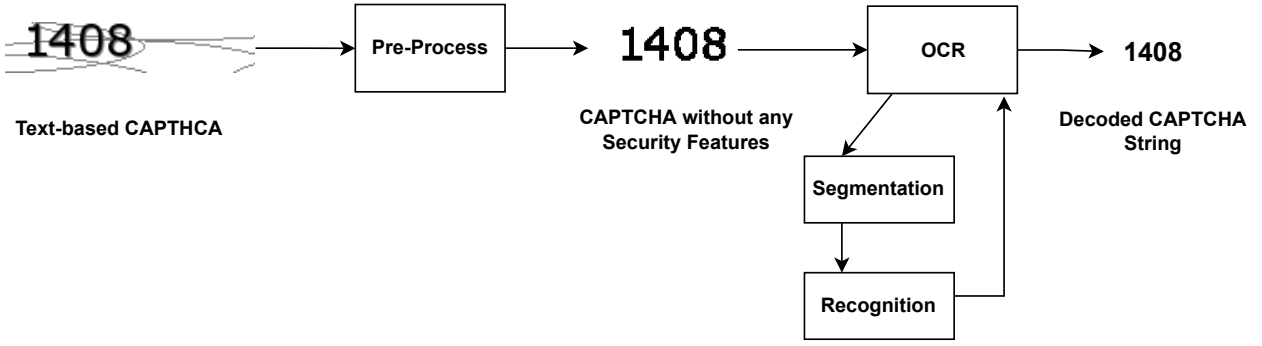 1408
Pre-Process
1408
OCR
1408
Text-based CAPTHCA
CAPTCHA without any
Security Features
Decoded CAPTCHA
String
Segmentation
Recognition